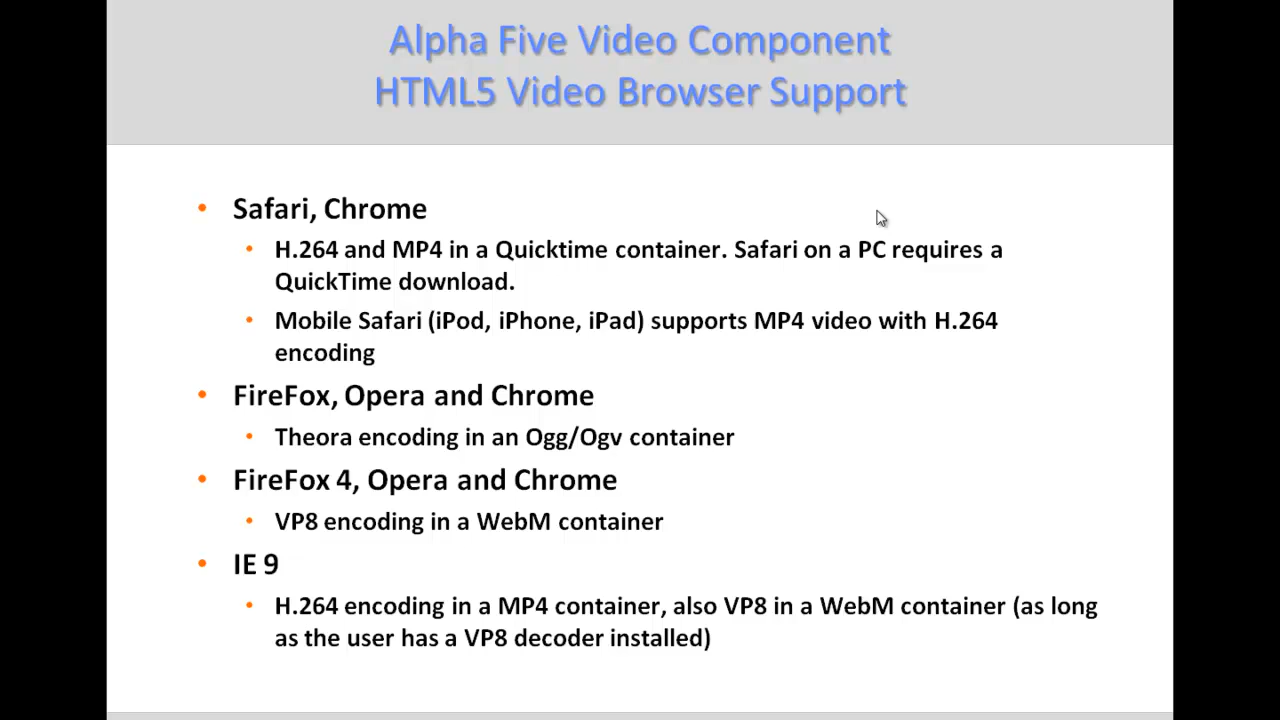 Alpha Five Video Component
HTML5 Video Browser Support
• Safari, Chrome
• H.264 and MP4 in a Quicktime container. Safari on a PC requires a
QuickTime download.
• Mobile Safari (iPod, iPhone, iPad) supports MP4 video with H.264
encoding
• FireFox, Opera and Chrome
• Theora encoding in an Ogg/Ogv container
• FireFox 4, Opera and Chrome
• VP8 encoding in a WebM container
• IE 9
• H.264 encoding in a MP4 container, also VP8 in a WebM container (as long
as the user has a VP8 decoder installed)